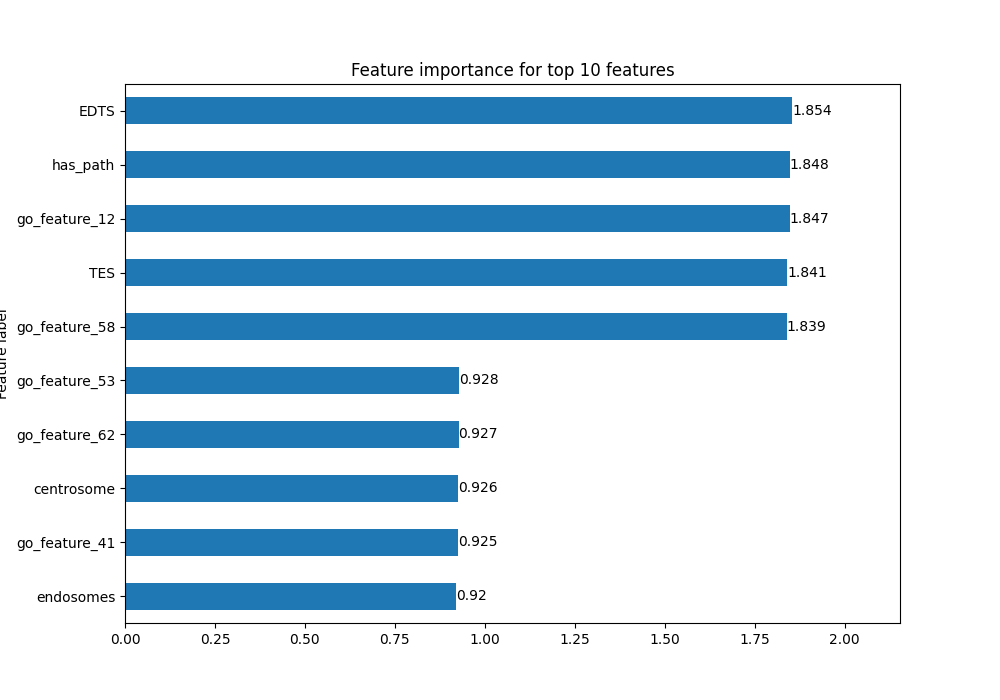 Feature importance for top 10 features
EDTS 1.854
has_path 1.848
go_feature_12 1.847
TES 1.841
go_feature_58 1.839
go_feature_53 0.928
go_feature_62 0.927
centrosome 0.926
go_feature_41 0.925
endosomes 0.92
Feature label
0.00 0.25 0.50 0.75 1.00 1.25 1.50 1.75 2.00